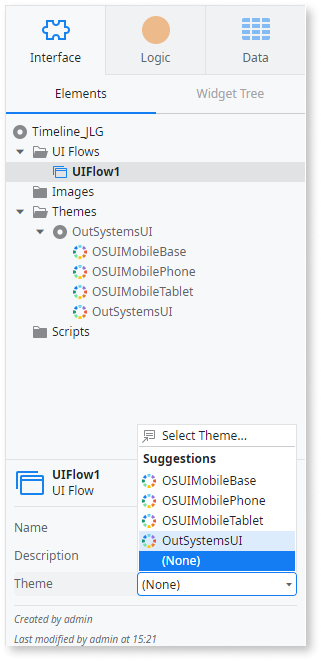 Interface
Logic
Data
Elements
Widget Tree
Timeline_JLG
UI Flows
UIFlow1
Images
Themes
OutSystemsUI
OSUIMobileBase
OSUIMobilePhone
OSUIMobileTablet
OutSystemsUI
Scripts
UIFlow1
UI Flow
Name
Description
Theme
Select Theme...
Suggestions
OSUIMobileBase
OSUIMobilePhone
OSUIMobileTablet
OutSystemsUI
(None)
(None)
Created by admin
Last modified by admin at 15:21